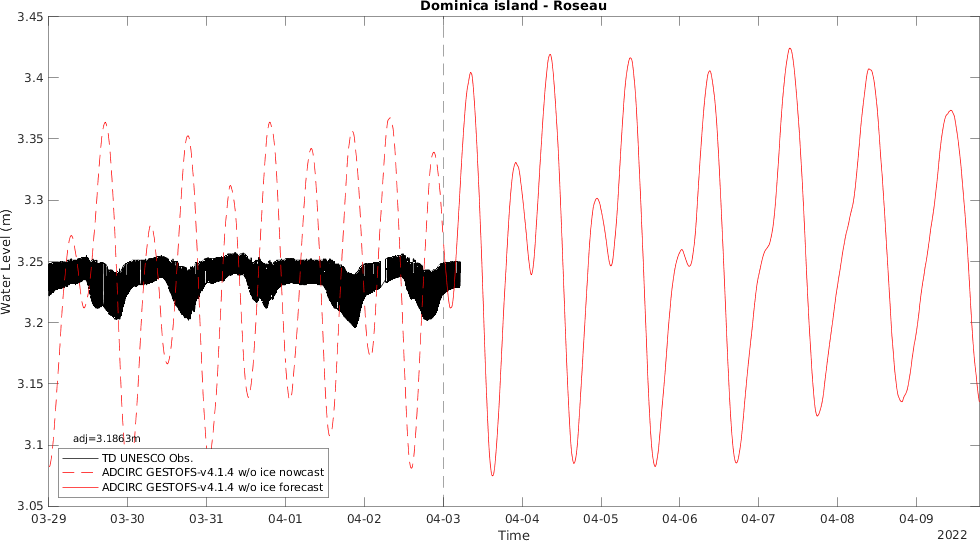 Dominica island - Roseau
3.45
3.4
3.35
3.3
3.25
3.2
3.15
3.1
3.05
Water Level (m)
adj=3.1863m
TD UNESCO Obs.
ADCIRC GESTOFS-v4.1.4 w/o ice nowcast
ADCIRC GESTOFS-v4.1.4 w/o ice forecast
03-29 03-30 03-31 04-01 04-02 04-03 04-04 04-05 04-06 04-07 04-08 04-09
Time
2022